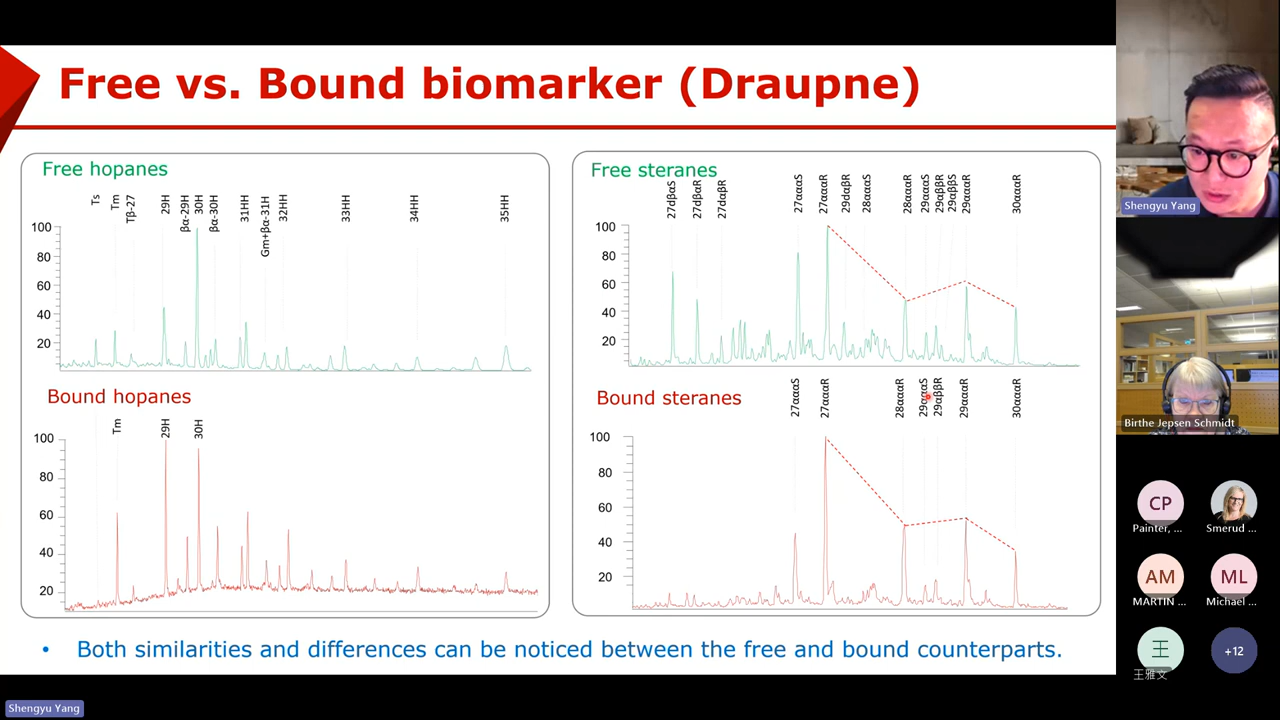 Free vs. Bound biomarker (Draupne)
Free hopanes
Ts
Tm
Tβ-27
29H
βα-29H
30H
βα-30H
31HH
Gm+βα-31H
32HH
33HH
34HH
35HH
100
80
60
40
20
Bound hopanes
Tm
29H
30H
100
80
60
40
20
Free steranes
27dβαS
27dβαR
27dαβR
27αααS
27αααR
29dαβR
28αααS
28αααR
29αααS
29αββR
29αββS
29αααR
30αααR
100
80
60
40
20
Bound steranes
27αααS
27αααR
28αααR
29αααS
29αββR
29αααR
30αααR
100
80
60
40
20
• Both similarities and differences can be noticed between the free and bound counterparts.
Shengyu Yang
Shengyu Yang
Birthe Jepsen Schmidt
CP
Painter, ...
Smerud ...
AM
MARTIN ...
ML
Michael ...
王
王雅文
+12